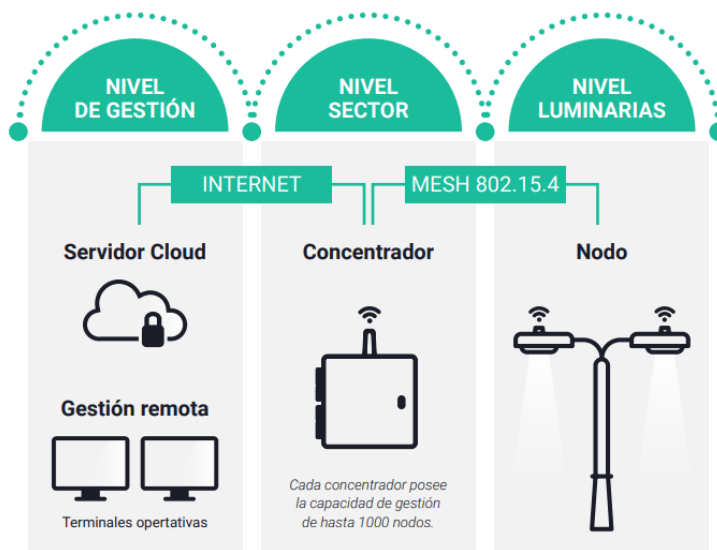 NIVEL
DE GESTIÓN
NIVEL
SECTOR
NIVEL
LUMINARIAS
INTERNET
MESH 802.15.4
Servidor Cloud
Concentrador
Nodo
Gestión remota
Terminales opertativas
Cada concentrador posee
la capacidad de gestión
de hasta 1000 nodos.